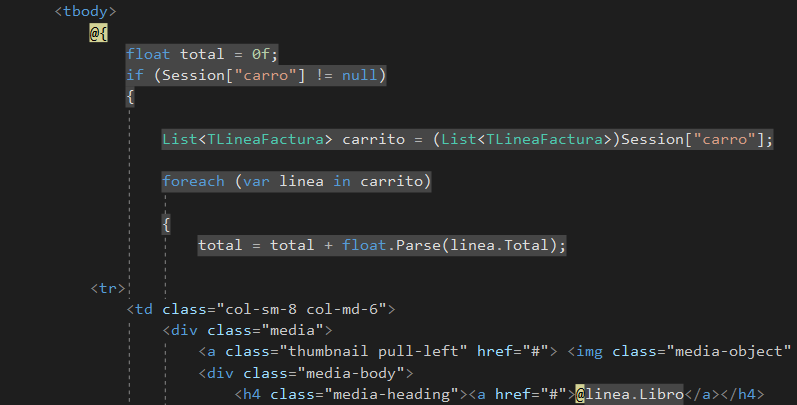 <tbody>
@{
float total = 0f;
if (Session["carro"] != null)
{
List<TLineaFactura> carrito = (List<TLineaFactura>)Session["carro"];
foreach (var linea in carrito)
{
total = total + float.Parse(linea.Total);
<tr>
<td class="col-sm-8 col-md-6">
<div class="media">
<a class="thumbnail pull-left" href="#"> <img class="media-object"
<div class="media-body">
<h4 class="media-heading"><a href="#">@linea.Libro</a></h4>